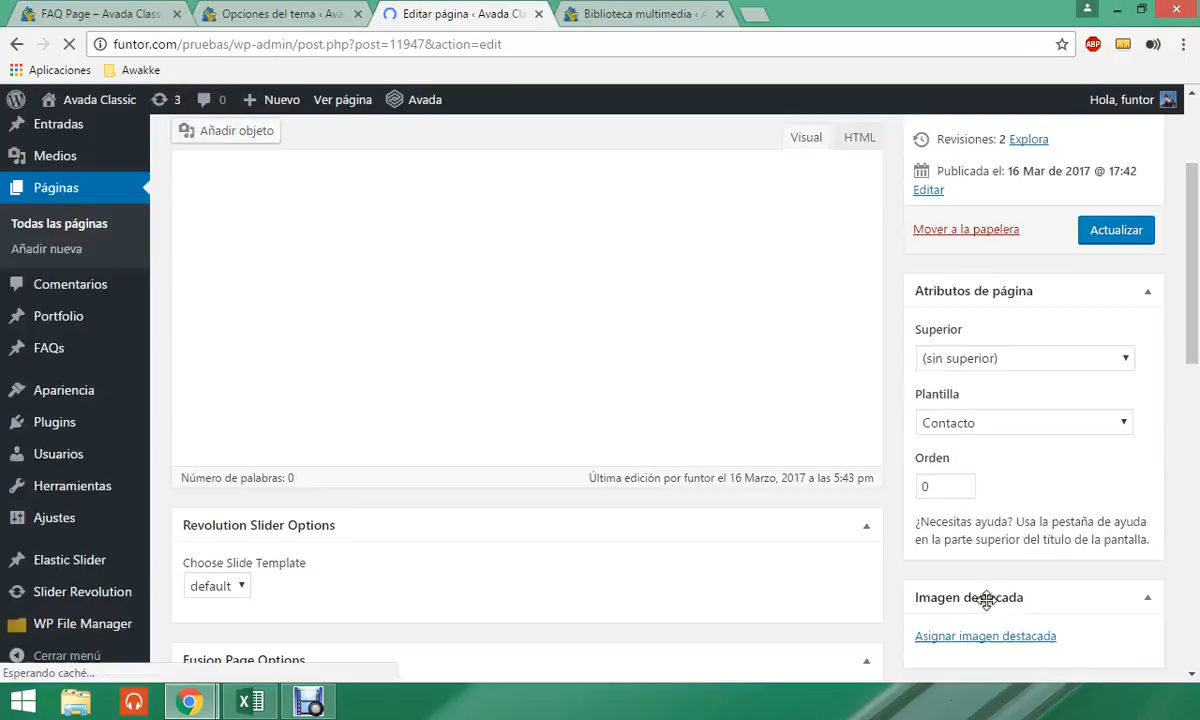 FAQ Page – Avada Class
Opciones del tema ‹ Ava
Editar página ‹ Avada Cla
Biblioteca multimedia ‹ A
funtor.com/pruebas/wp-admin/post.php?post=11947&action=edit
ABP
Aplicaciones
Awakke
Avada Classic
3
0
Nuevo
Ver página
Avada
Hola, funtor
Entradas
Medios
Páginas
Todas las páginas
Añadir nueva
Comentarios
Portfolio
FAQs
Apariencia
Plugins
Usuarios
Herramientas
Ajustes
Elastic Slider
Slider Revolution
WP File Manager
Cerrar menú
Esperando caché...
Añadir objeto
Visual
HTML
Número de palabras: 0
Última edición por funtor el 16 Marzo, 2017 a las 5:43 pm
Revolution Slider Options
Choose Slide Template
default
Fusion Page Options
Revisiones: 2 Explora
Publicada el: 16 Mar de 2017 @ 17:42
Editar
Mover a la papelera
Actualizar
Atributos de página
Superior
(sin superior)
Plantilla
Contacto
Orden
0
¿Necesitas ayuda? Usa la pestaña de ayuda
en la parte superior del título de la pantalla.
Imagen destacada
Asignar imagen destacada